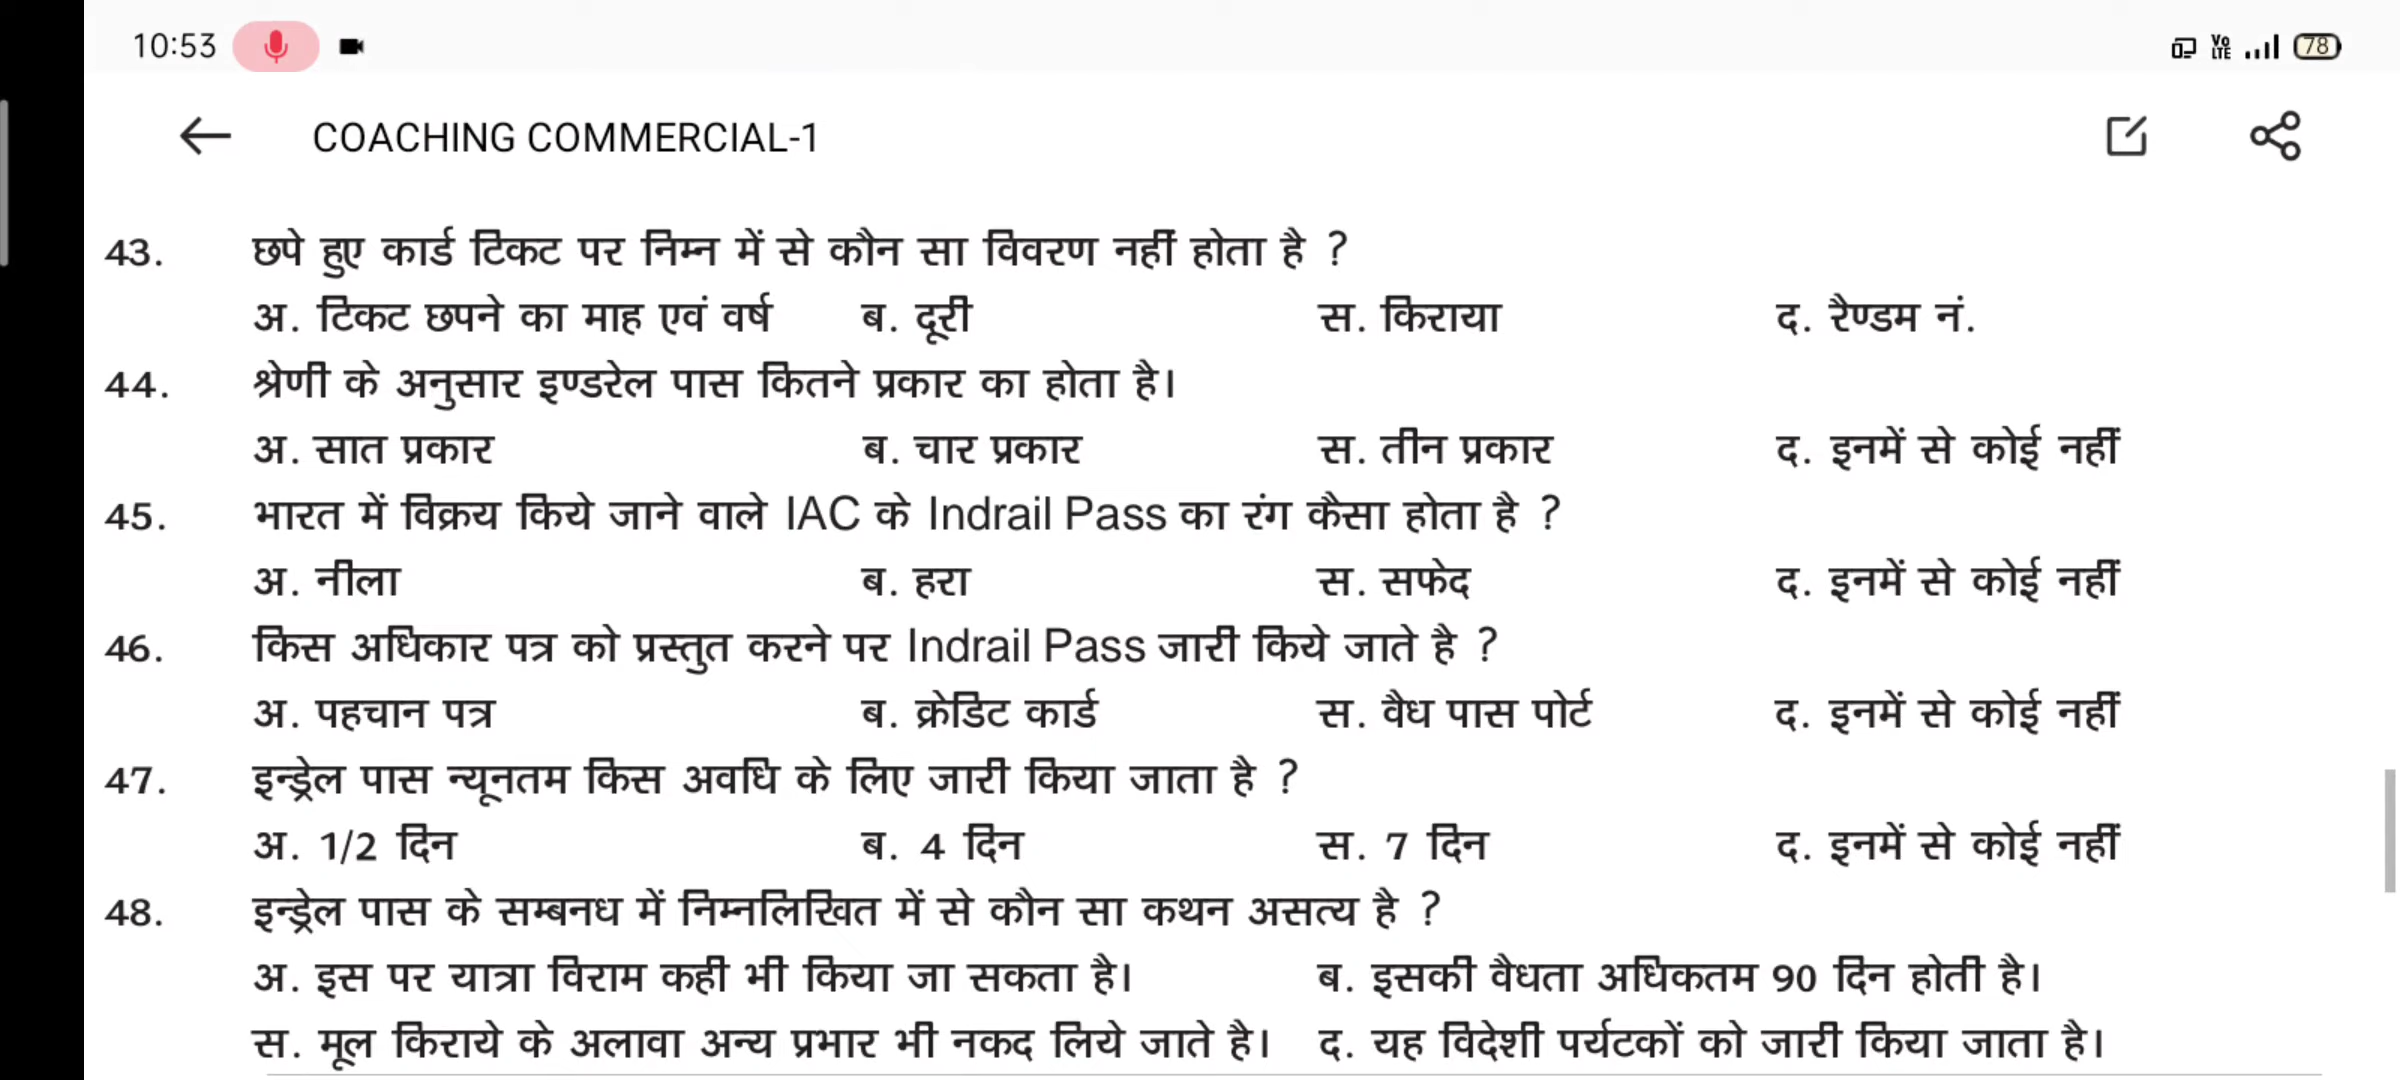 10:53 Vo LTE 78
COACHING COMMERCIAL-1
43. छपे हुए कार्ड टिकट पर निम्न में से कौन सा विवरण नहीं होता है ?
अ. टिकट छपने का माह एवं वर्ष ब. दूरी स. किराया द. रैण्डम नं.
44. श्रेणी के अनुसार इण्डरेल पास कितने प्रकार का होता है।
अ. सात प्रकार ब. चार प्रकार स. तीन प्रकार द. इनमें से कोई नहीं
45. भारत में विक्रय किये जाने वाले IAC के Indrail Pass का रंग कैसा होता है ?
अ. नीला ब. हरा स. सफेद द. इनमें से कोई नहीं
46. किस अधिकार पत्र को प्रस्तुत करने पर Indrail Pass जारी किये जाते है ?
अ. पहचान पत्र ब. क्रेडिट कार्ड स. वैध पास पोर्ट द. इनमें से कोई नहीं
47. इन्ड्रेल पास न्यूनतम किस अवधि के लिए जारी किया जाता है ?
अ. 1/2 दिन ब. 4 दिन स. 7 दिन द. इनमें से कोई नहीं
48. इन्ड्रेल पास के सम्बनध में निम्नलिखित में से कौन सा कथन असत्य है ?
अ. इस पर यात्रा विराम कही भी किया जा सकता है। ब. इसकी वैधता अधिकतम 90 दिन होती है।
स. मूल किराये के अलावा अन्य प्रभार भी नकद लिये जाते है। द. यह विदेशी पर्यटकों को जारी किया जाता है।